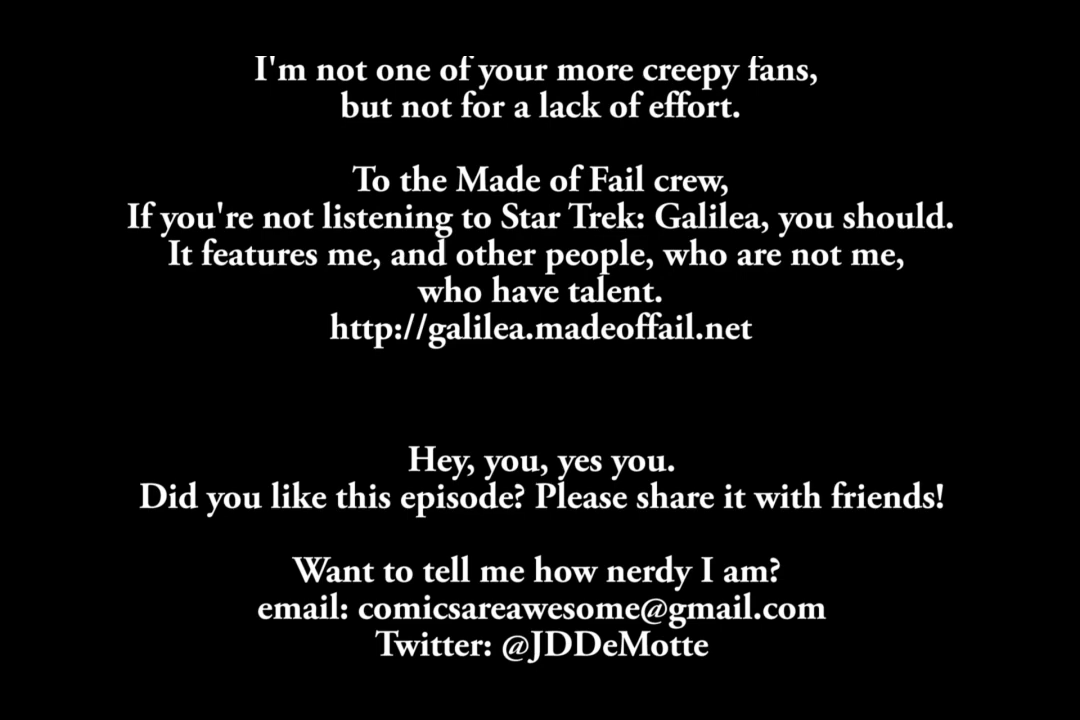 I'm not one of your more creepy fans,
but not for a lack of effort.
To the Made of Fail crew,
If you're not listening to Star Trek: Galilea, you should.
It features me, and other people, who are not me,
who have talent.
http://galilea.madeoffail.net
Hey, you, yes you.
Did you like this episode? Please share it with friends!
Want to tell me how nerdy I am?
email: comicsareawesome@gmail.com
Twitter: @JDDeMotte